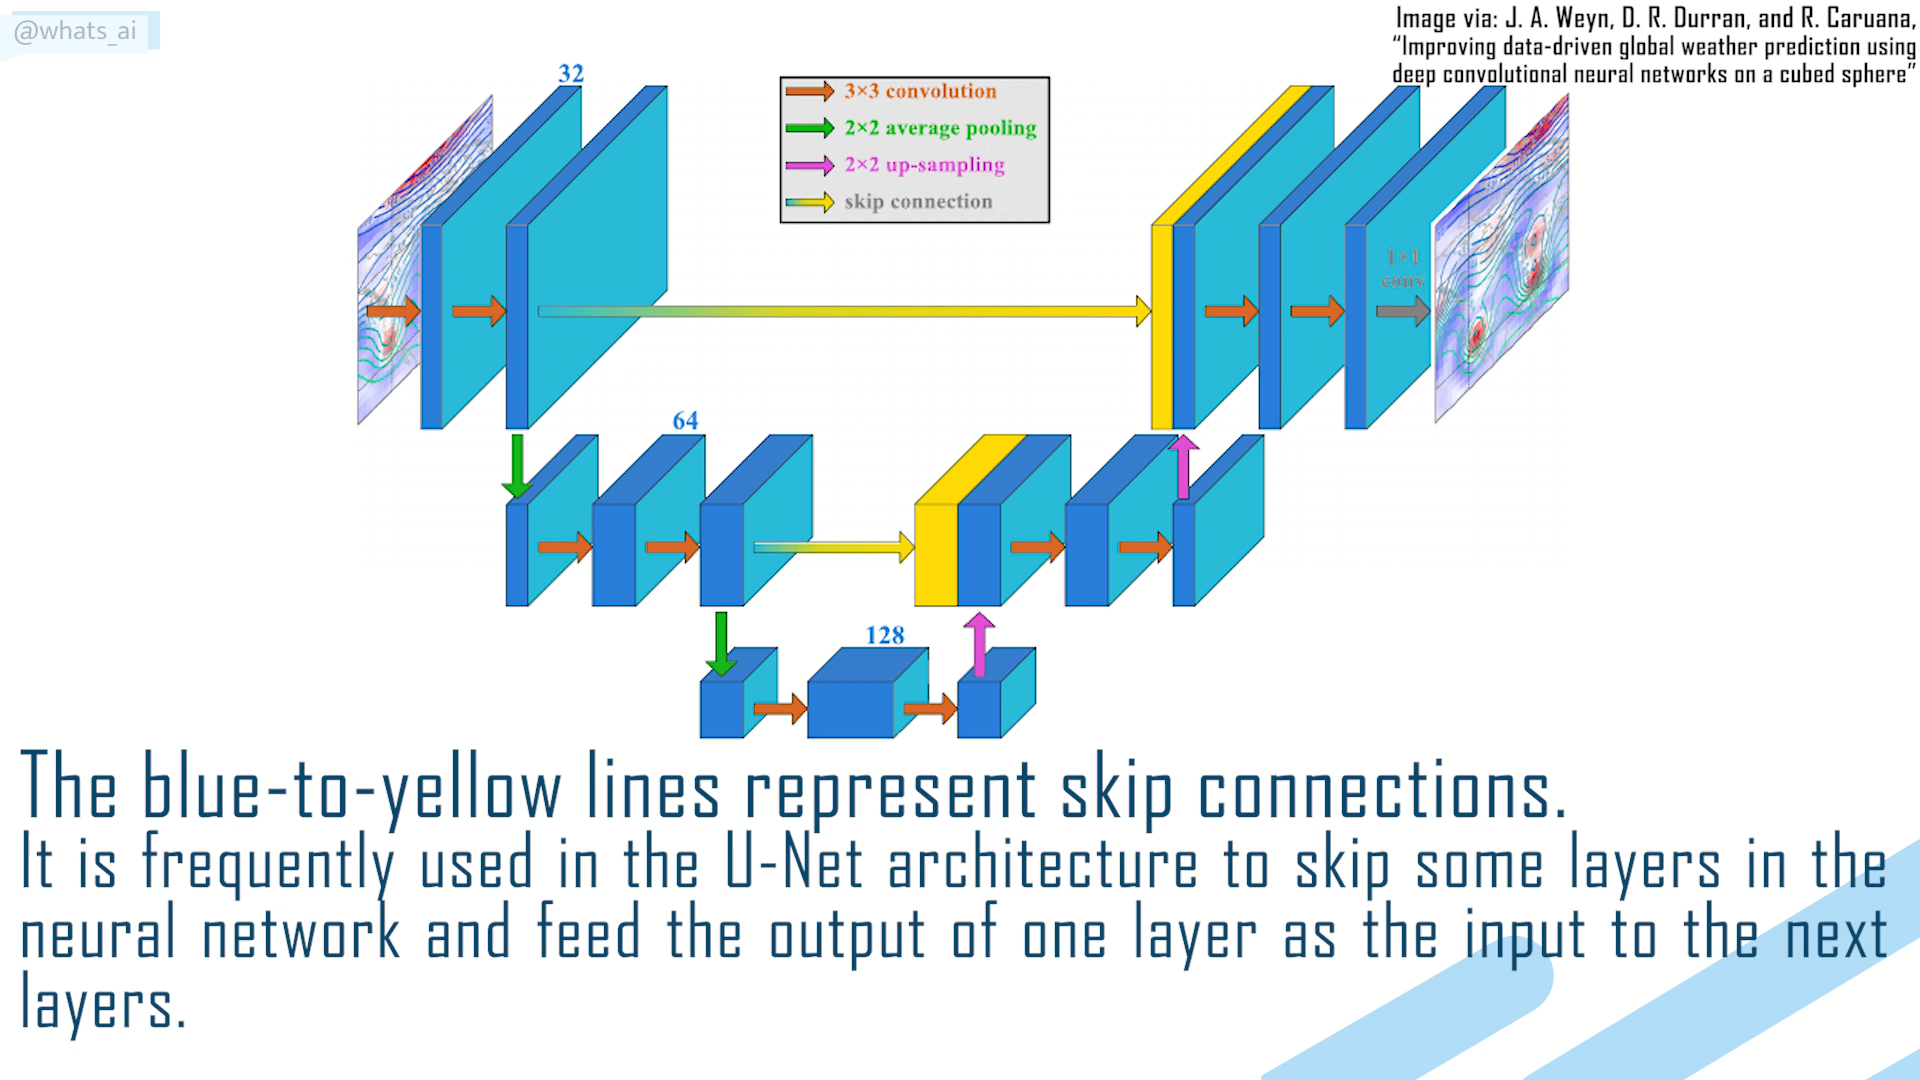 @whats_ai
Image via: J. A. Weyn, D. R. Durran, and R. Caruana,
“Improving data-driven global weather prediction using
deep convolutional neural networks on a cubed sphere”
32
3×3 convolution
2×2 average pooling
2×2 up-sampling
skip connection
1×1
conv
64
128
The blue-to-yellow lines represent skip connections.
It is frequently used in the U-Net architecture to skip some layers in the
neural network and feed the output of one layer as the input to the next
layers.